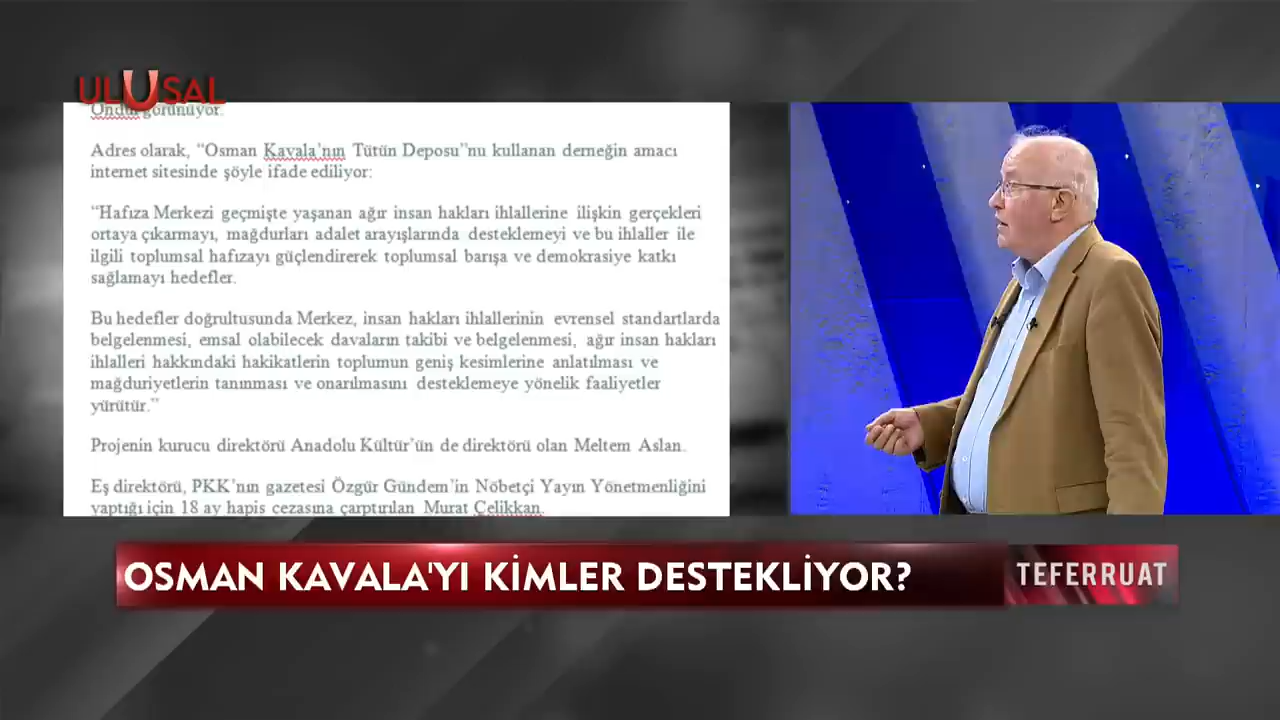 ULUSAL
Öndül görünüyor.
Adres olarak, “Osman Kavala’nın Tütün Deposu”nu kullanan derneğin amacı
internet sitesinde şöyle ifade ediliyor:
“Hafıza Merkezi geçmişte yaşanan ağır insan hakları ihlallerine ilişkin gerçekleri
ortaya çıkarmayı, mağdurları adalet arayışlarında desteklemeyi ve bu ihlaller ile
ilgili toplumsal hafızayı güçlendirerek toplumsal barışa ve demokrasiye katkı
sağlamayı hedefler.
Bu hedefler doğrultusunda Merkez, insan hakları ihlallerinin evrensel standartlarda
belgelenmesi, emsal olabilecek davaların takibi ve belgelenmesi, ağır insan hakları
ihlalleri hakkındaki hakikatlerin toplumun geniş kesimlerine anlatılması ve
mağduriyetlerin tanınması ve onarılmasını desteklemeye yönelik faaliyetler
yürütür.”
Projenin kurucu direktörü Anadolu Kültür’ün de direktörü olan Meltem Aslan.
Eş direktörü, PKK’nın gazetesi Özgür Gündem’in Nöbetçi Yayın Yönetmenliğini
yaptığı için 18 ay hapis cezasına çarptırılan Murat Çelikkan.
OSMAN KAVALA'YI KİMLER DESTEKLİYOR?
TEFERRUAT